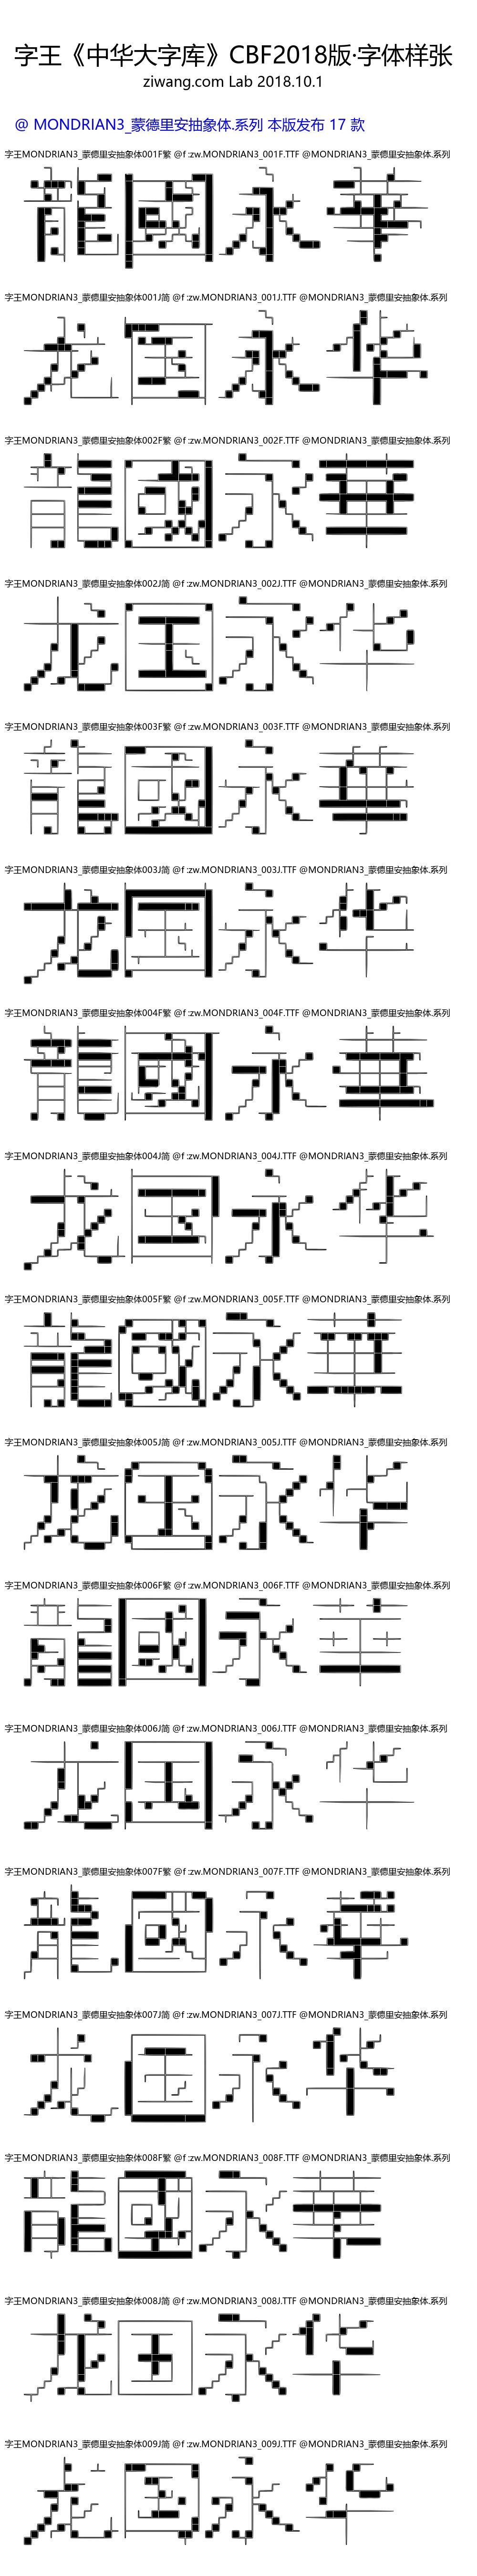 字王《中华大字库》CBF2018版·字体样张
ziwang.com Lab 2018.10.1
@ MONDRIAN3_蒙德里安抽象体.系列 本版发布 17 款
字王MONDRIAN3_蒙德里安抽象体001F繁 @f :zw.MONDRIAN3_001F.TTF @MONDRIAN3_蒙德里安抽象体.系列
龍國永華
字王MONDRIAN3_蒙德里安抽象体001J简 @f :zw.MONDRIAN3_001J.TTF @MONDRIAN3_蒙德里安抽象体.系列
龙国永华
字王MONDRIAN3_蒙德里安抽象体002F繁 @f :zw.MONDRIAN3_002F.TTF @MONDRIAN3_蒙德里安抽象体.系列
龍國永華
字王MONDRIAN3_蒙德里安抽象体002J简 @f :zw.MONDRIAN3_002J.TTF @MONDRIAN3_蒙德里安抽象体.系列
龙国永华
字王MONDRIAN3_蒙德里安抽象体003F繁 @f :zw.MONDRIAN3_003F.TTF @MONDRIAN3_蒙德里安抽象体.系列
龍國永華
字王MONDRIAN3_蒙德里安抽象体003J简 @f :zw.MONDRIAN3_003J.TTF @MONDRIAN3_蒙德里安抽象体.系列
龙国永华
字王MONDRIAN3_蒙德里安抽象体004F繁 @f :zw.MONDRIAN3_004F.TTF @MONDRIAN3_蒙德里安抽象体.系列
龍國永華
字王MONDRIAN3_蒙德里安抽象体004J简 @f :zw.MONDRIAN3_004J.TTF @MONDRIAN3_蒙德里安抽象体.系列
龙国永华
字王MONDRIAN3_蒙德里安抽象体005F繁 @f :zw.MONDRIAN3_005F.TTF @MONDRIAN3_蒙德里安抽象体.系列
龍國永華
字王MONDRIAN3_蒙德里安抽象体005J简 @f :zw.MONDRIAN3_005J.TTF @MONDRIAN3_蒙德里安抽象体.系列
龙国永华
字王MONDRIAN3_蒙德里安抽象体006F繁 @f :zw.MONDRIAN3_006F.TTF @MONDRIAN3_蒙德里安抽象体.系列
龍國永華
字王MONDRIAN3_蒙德里安抽象体006J简 @f :zw.MONDRIAN3_006J.TTF @MONDRIAN3_蒙德里安抽象体.系列
龙国永华
字王MONDRIAN3_蒙德里安抽象体007F繁 @f :zw.MONDRIAN3_007F.TTF @MONDRIAN3_蒙德里安抽象体.系列
龍國永華
字王MONDRIAN3_蒙德里安抽象体007J简 @f :zw.MONDRIAN3_007J.TTF @MONDRIAN3_蒙德里安抽象体.系列
龙国永华
字王MONDRIAN3_蒙德里安抽象体008F繁 @f :zw.MONDRIAN3_008F.TTF @MONDRIAN3_蒙德里安抽象体.系列
龍國永華
字王MONDRIAN3_蒙德里安抽象体008J简 @f :zw.MONDRIAN3_008J.TTF @MONDRIAN3_蒙德里安抽象体.系列
龙国永华
字王MONDRIAN3_蒙德里安抽象体009J简 @f :zw.MONDRIAN3_009J.TTF @MONDRIAN3_蒙德里安抽象体.系列
龙国永华